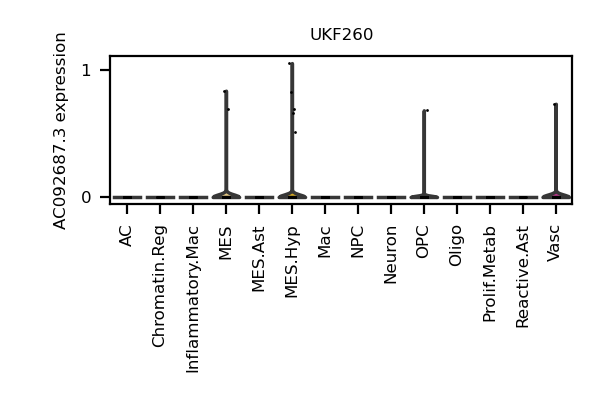 UKF260
AC092687.3 expression
1
0
AC
Chromatin.Reg
Inflammatory.Mac
MES
MES.Ast
MES.Hyp
Mac
NPC
Neuron
OPC
Oligo
Prolif.Metab
Reactive.Ast
Vasc